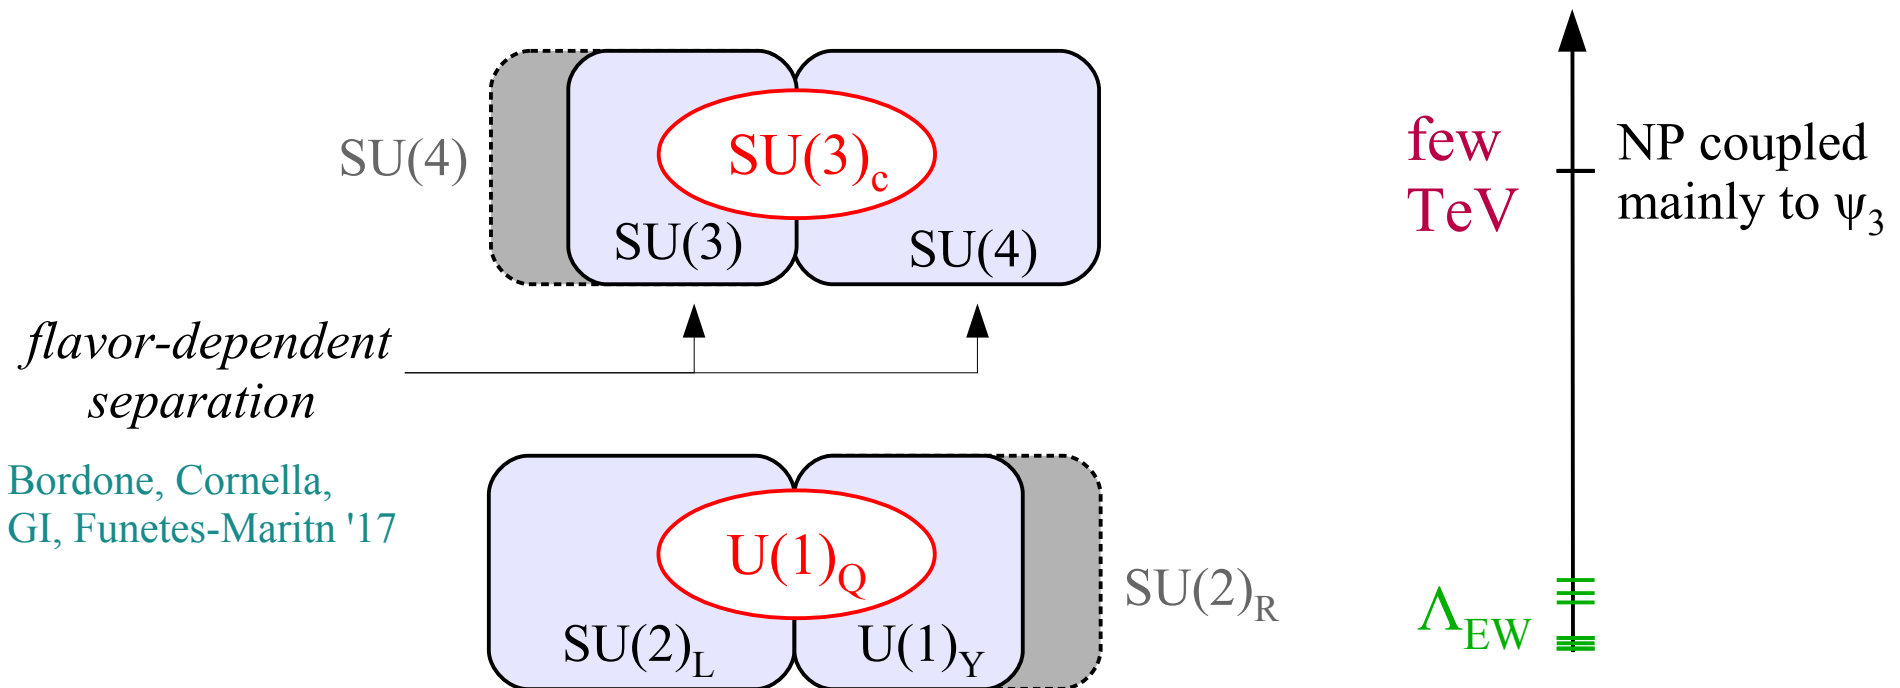 SU(4)
SU(3)c
SU(3)
SU(4)
few
TeV
NP coupled
mainly to ψ3
flavor-dependent
separation
Bordone, Cornella,
GI, Funetes-Maritn '17
U(1)Q
SU(2)L
U(1)Y
SU(2)R
ΛEW